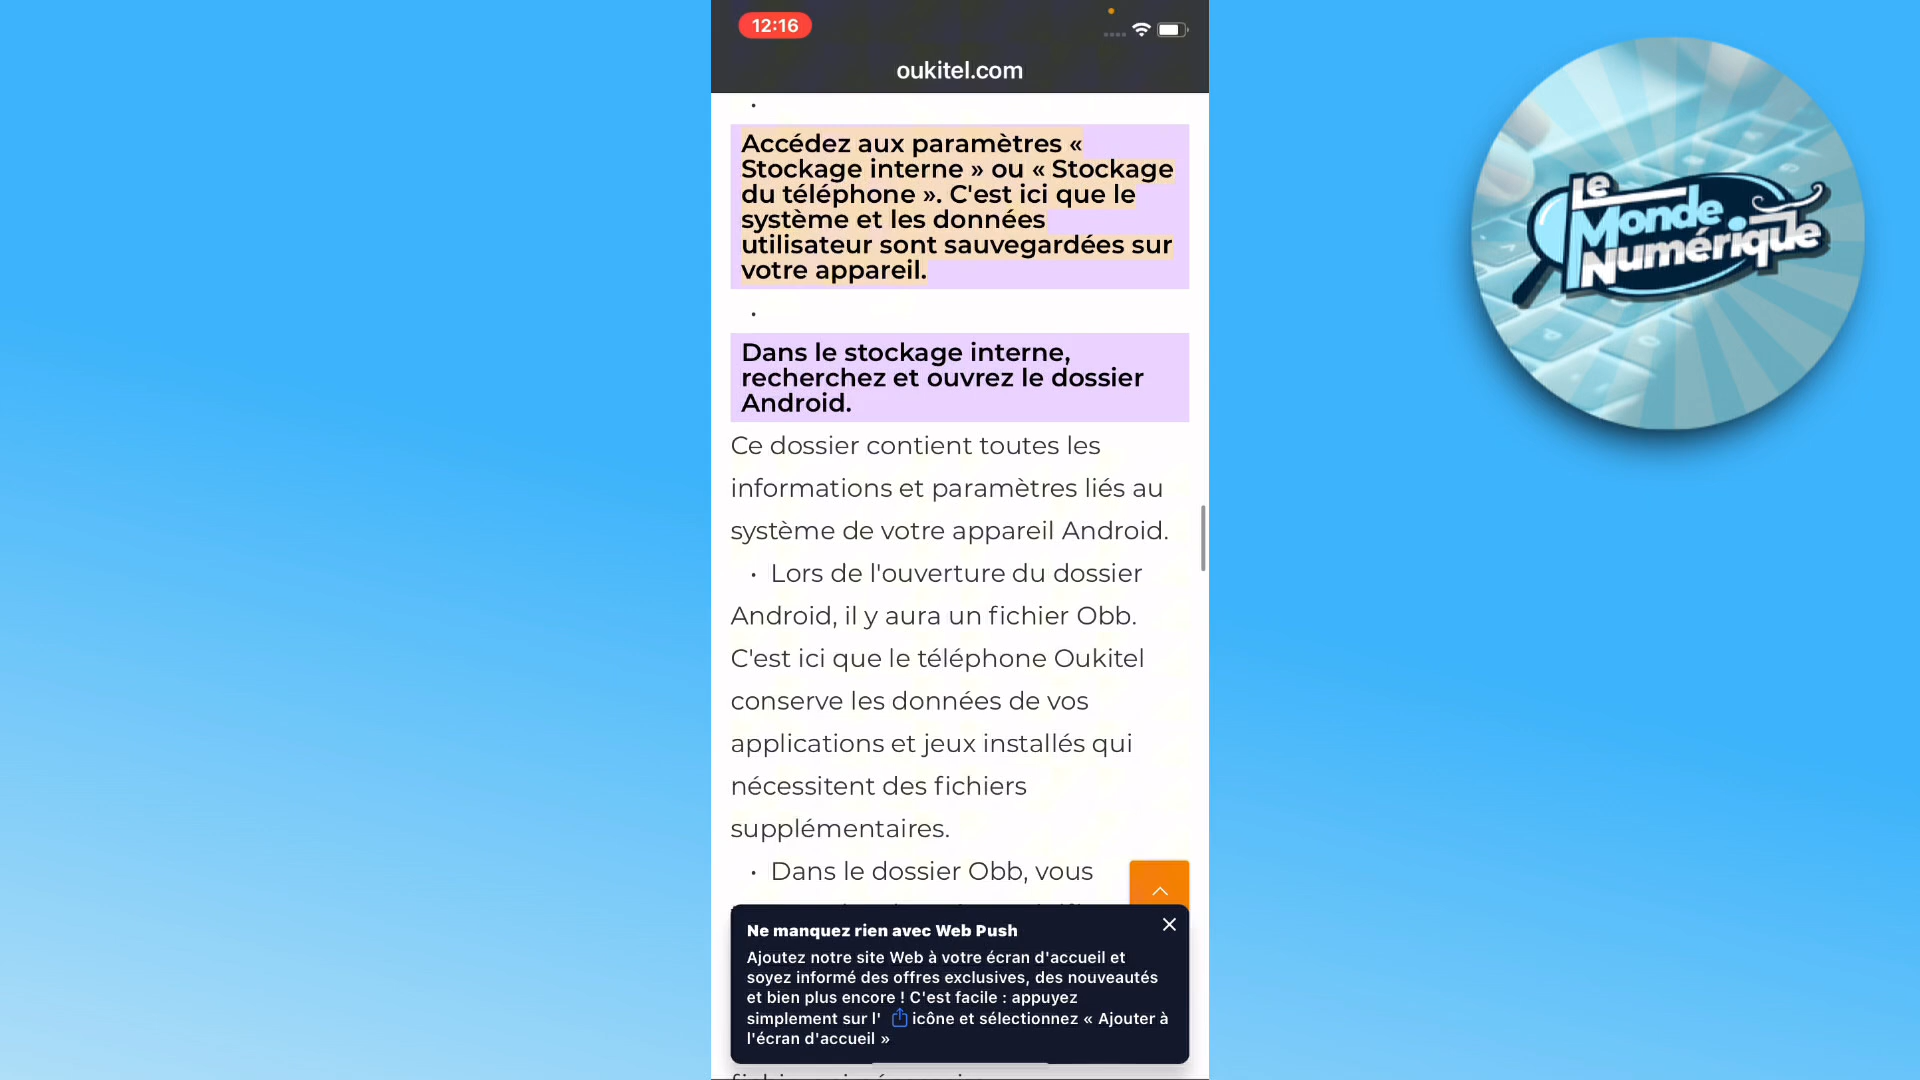 12:16
oukitel.com
Accédez aux paramètres «
Stockage interne » ou « Stockage
du téléphone ». C'est ici que le
système et les données
utilisateur sont sauvegardées sur
votre appareil.
Dans le stockage interne,
recherchez et ouvrez le dossier
Android.
Ce dossier contient toutes les
informations et paramètres liés au
système de votre appareil Android.
• Lors de l'ouverture du dossier
Android, il y aura un fichier Obb.
C'est ici que le téléphone Oukitel
conserve les données de vos
applications et jeux installés qui
nécessitent des fichiers
supplémentaires.
• Dans le dossier Obb, vous
Ne manquez rien avec Web Push
Ajoutez notre site Web à votre écran d'accueil et
soyez informé des offres exclusives, des nouveautés
et bien plus encore ! C'est facile : appuyez
simplement sur l' icône et sélectionnez « Ajouter à
l'écran d'accueil »
Le
Monde
Numérique